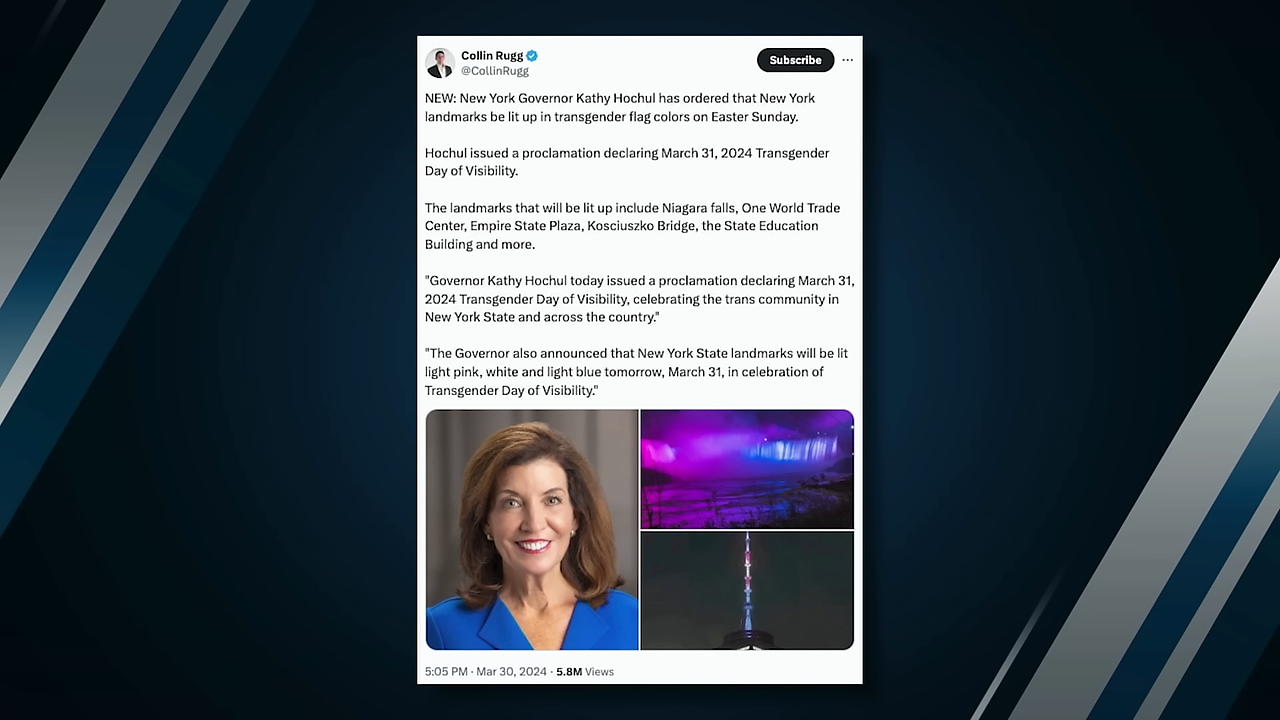 Collin Rugg
@CollinRugg
Subscribe
NEW: New York Governor Kathy Hochul has ordered that New York
landmarks be lit up in transgender flag colors on Easter Sunday.
Hochul issued a proclamation declaring March 31, 2024 Transgender
Day of Visibility.
The landmarks that will be lit up include Niagara falls, One World Trade
Center, Empire State Plaza, Kosciuszko Bridge, the State Education
Building and more.
"Governor Kathy Hochul today issued a proclamation declaring March 31,
2024 Transgender Day of Visibility, celebrating the trans community in
New York State and across the country."
"The Governor also announced that New York State landmarks will be lit
light pink, white and light blue tomorrow, March 31, in celebration of
Transgender Day of Visibility."
5:05 PM · Mar 30, 2024 · 5.8M Views